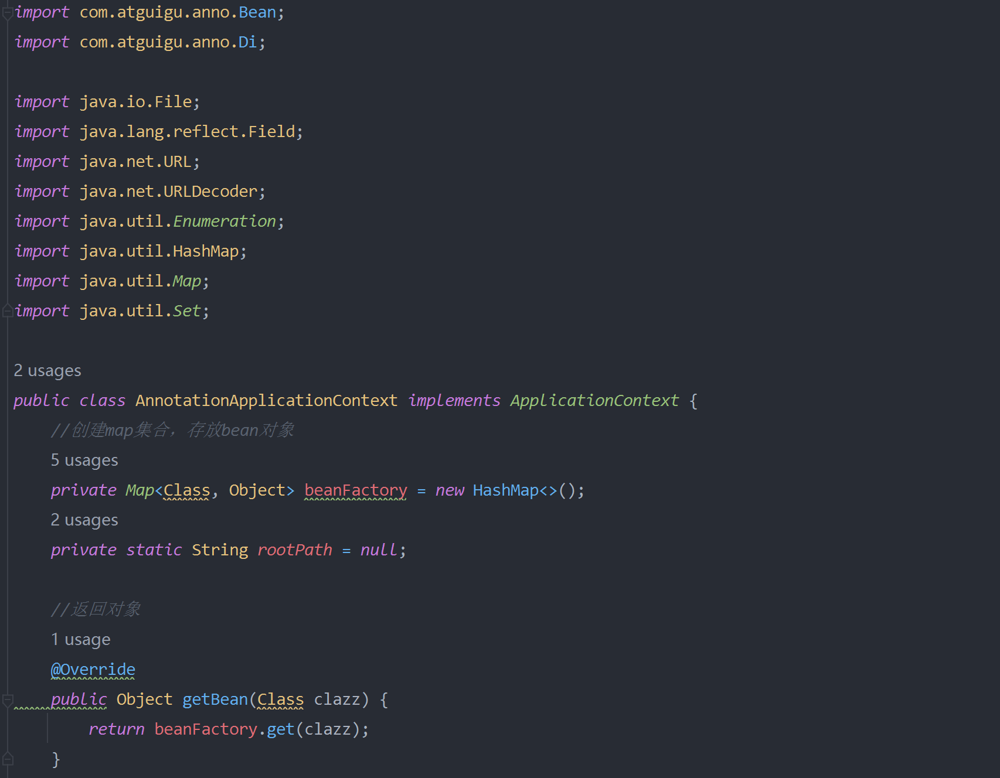 import com.atguigu.anno.Bean;
import com.atguigu.anno.Di;
import java.io.File;
import java.lang.reflect.Field;
import java.net.URL;
import java.net.URLDecoder;
import java.util.Enumeration;
import java.util.HashMap;
import java.util.Map;
import java.util.Set;
2 usages
public class AnnotationApplicationContext implements ApplicationContext {
//创建map集合，存放bean对象
5 usages
private Map<Class, Object> beanFactory = new HashMap<>();
2 usages
private static String rootPath = null;
//返回对象
1 usage
@Override
public Object getBean(Class clazz) {
return beanFactory.get(clazz);
}